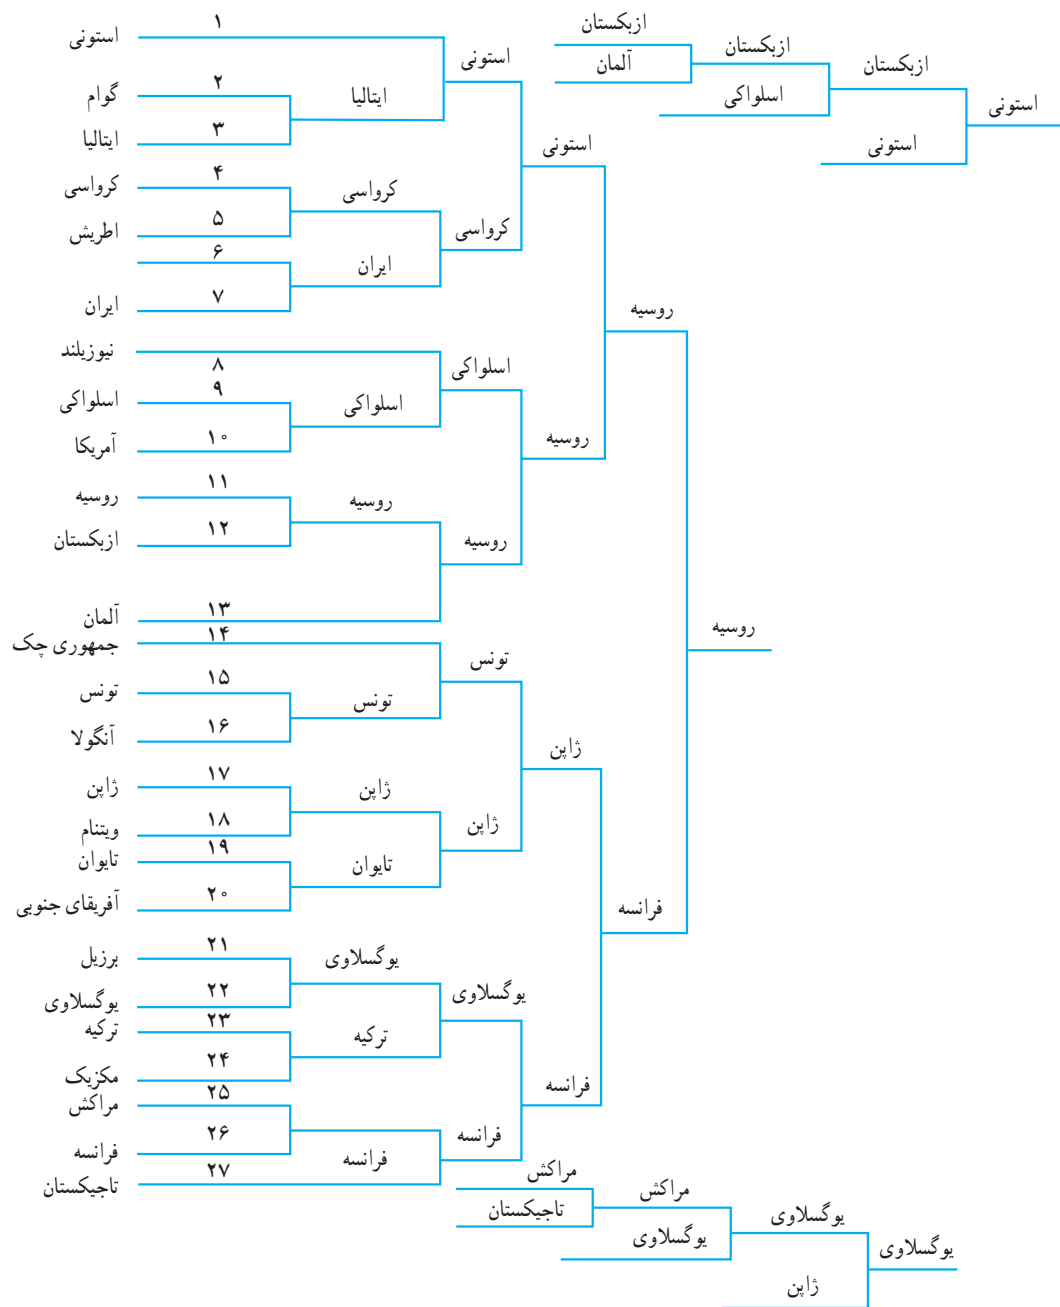 استونی
۱
گوام
۲
ایتالیا
۳
کرواسی
۴
اطریش
۵
۶
ایران
۷
نیوزیلند
۸
اسلواکی
۹
آمریکا
۱۰
روسیه
۱۱
ازبکستان
۱۲
آلمان
۱۳
جمهوری چک
۱۴
تونس
۱۵
آنگولا
۱۶
ژاپن
۱۷
ویتنام
۱۸
تایوان
۱۹
آفریقای جنوبی
۲۰
برزیل
۲۱
یوگسلاوی
۲۲
ترکیه
۲۳
مکزیک
۲۴
مراکش
۲۵
فرانسه
۲۶
تاجیکستان
۲۷
ایتالیا
کرواسی
ایران
اسلواکی
روسیه
تونس
ژاپن
تایوان
یوگسلاوی
ترکیه
فرانسه
استونی
کرواسی
اسلواکی
روسیه
تونس
ژاپن
یوگسلاوی
فرانسه
استونی
روسیه
ژاپن
فرانسه
روسیه
فرانسه
روسیه
ازبکستان
آلمان
ازبکستان
اسلواکی
ازبکستان
استونی
استونی
مراکش
تاجیکستان
مراکش
یوگسلاوی
یوگسلاوی
ژاپن
یوگسلاوی